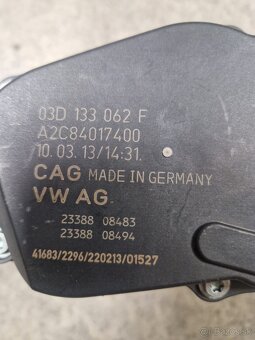 03D 133 062 F
A2C84017400
10.03.13/14:31.
CAG MADE IN GERMANY
VW AG
23388 08483
23388 08494
41683/2296/220213/01527